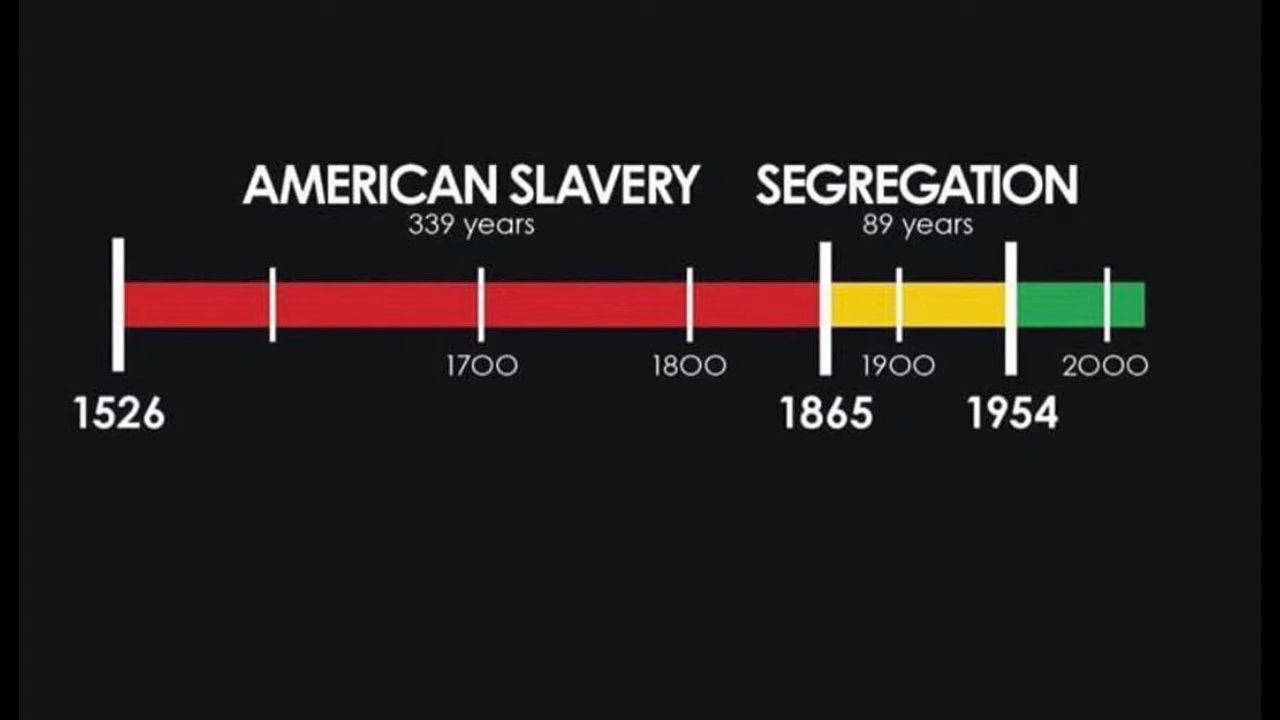 AMERICAN SLAVERY
339 years
SEGREGATION
89 years
1700
1800
1900
2000
1526
1865
1954